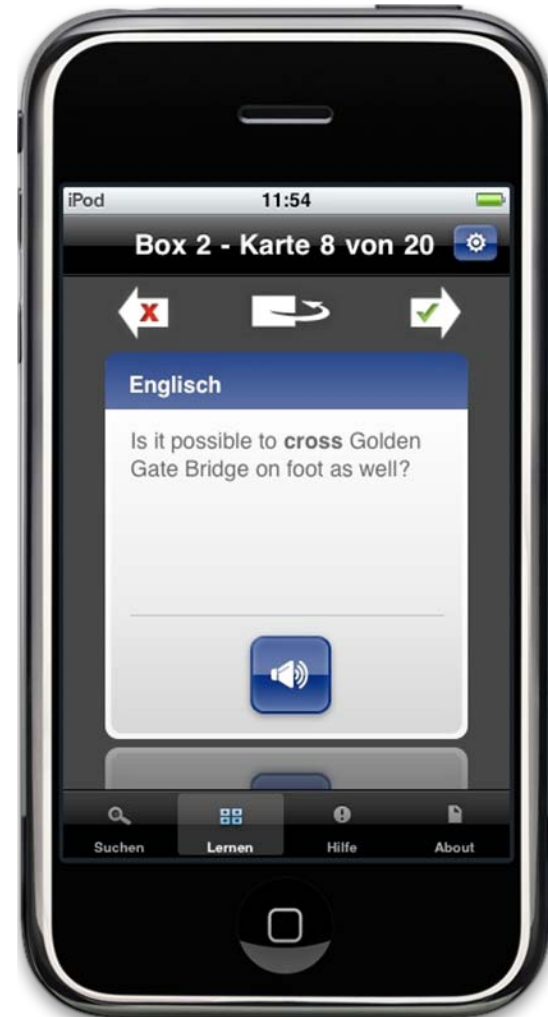 iPod 11:54
Box 2 - Karte 8 von 20
Englisch
Is it possible to cross Golden
Gate Bridge on foot as well?
Suchen Lernen Hilfe About